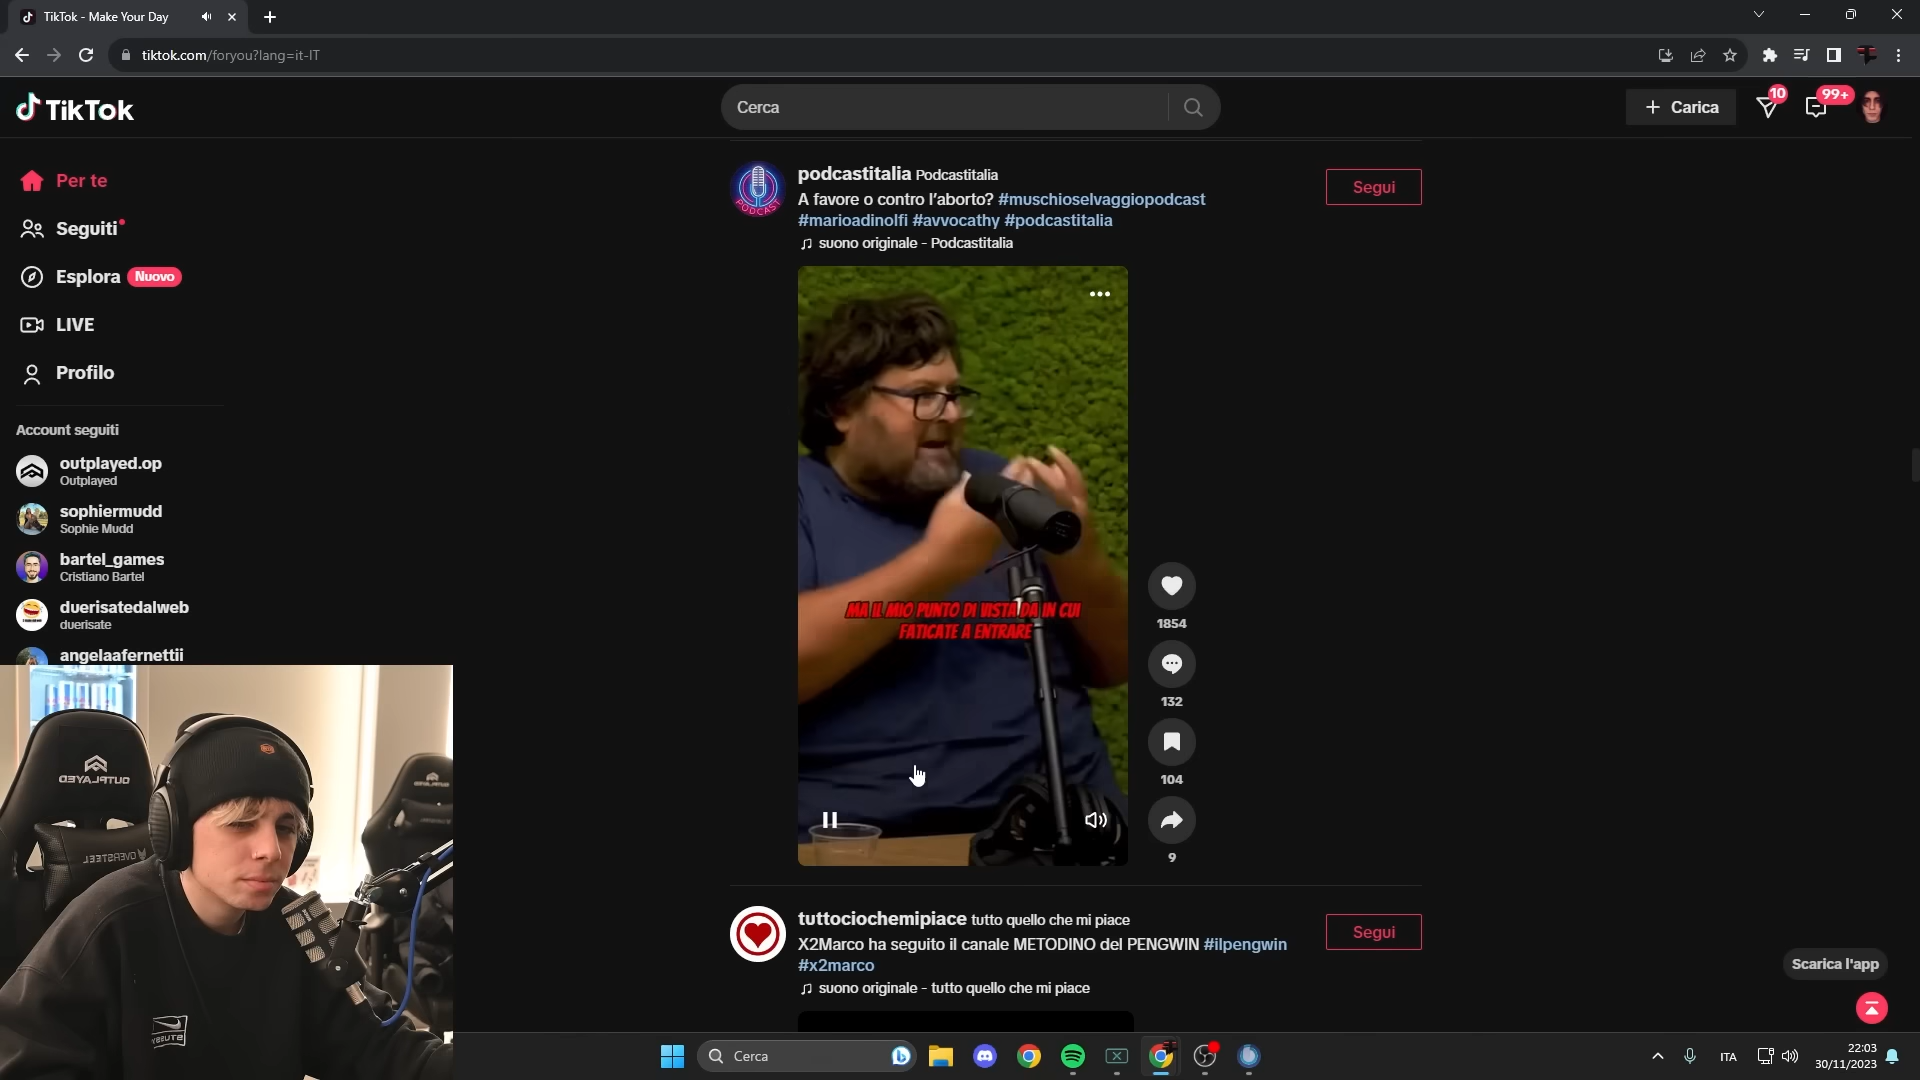 TikTok - Make Your Day
tiktok.com/foryou?lang=it-IT
TikTok
Cerca
Carica
10
99+
Per te
Seguiti
Esplora Nuovo
LIVE
Profilo
Account seguiti
outplayed.op
Outplayed
sophiermudd
Sophie Mudd
bartel_games
Cristiano Bartel
duerisatedalweb
duerisate
angelaafernettii
podcastitalia Podcastitalia
Segui
A favore o contro l'aborto? #muschioselvaggiopodcast
#marioadinolfi #avvocathy #podcastitalia
suono originale - Podcastitalia
PODCAST
MA IL MIO PUNTO DI VISTA DA IN CUI
FATICATE A ENTRARE
1854
132
104
9
tuttociochemipiace tutto quello che mi piace
Segui
X2Marco ha seguito il canale METODINO del PENGWIN #ilpengwin
#x2marco
suono originale - tutto quello che mi piace
Scarica l'app
OUTPLAYED
OVERSTEEL
Cerca
ITA
22:03
30/11/2023